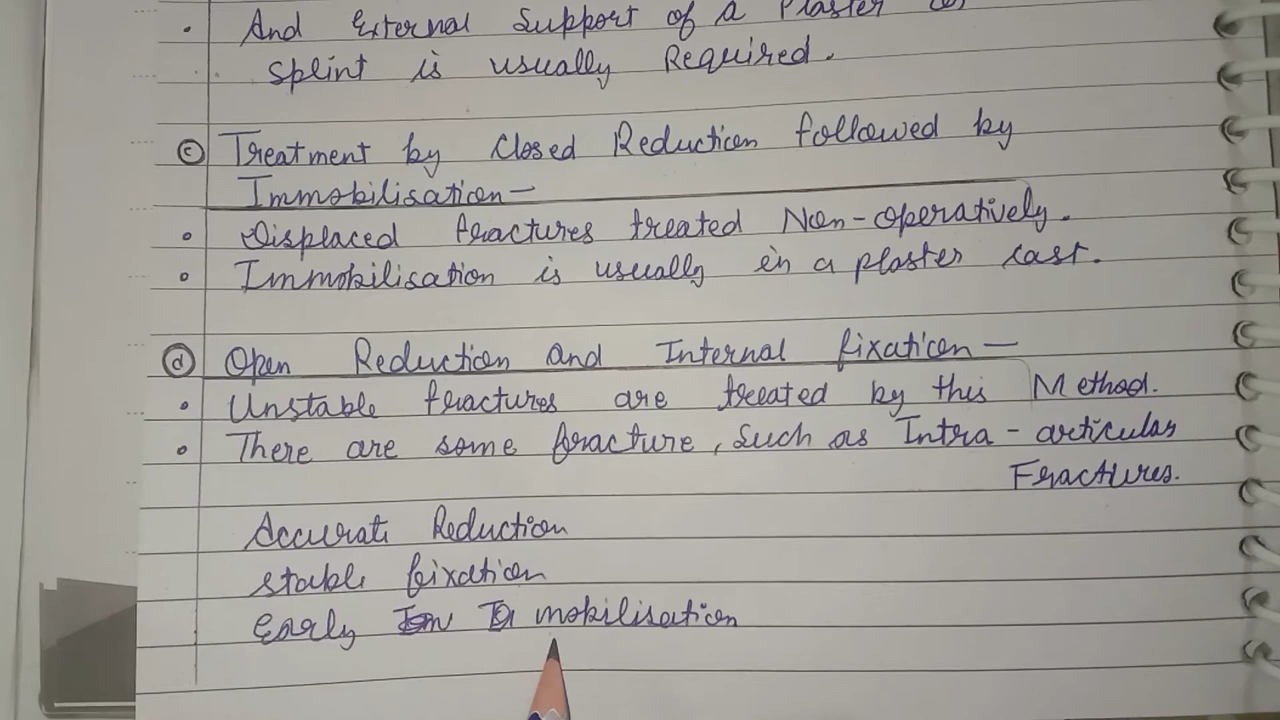 • And External Support of a Plaster or
splint is usually Required.
ⓒ Treatment by Closed Reduction followed by
Immobilisation—
• Displaced fractures treated Non-operatively.
• Immobilisation is usually in a plaster cast.
ⓓ Open Reduction and Internal fixation—
• Unstable fractures are treated by this Method.
• There are some fracture, such as Intra-articular
Fractures.
Accurate Reduction
stable fixation
Early mobilisation